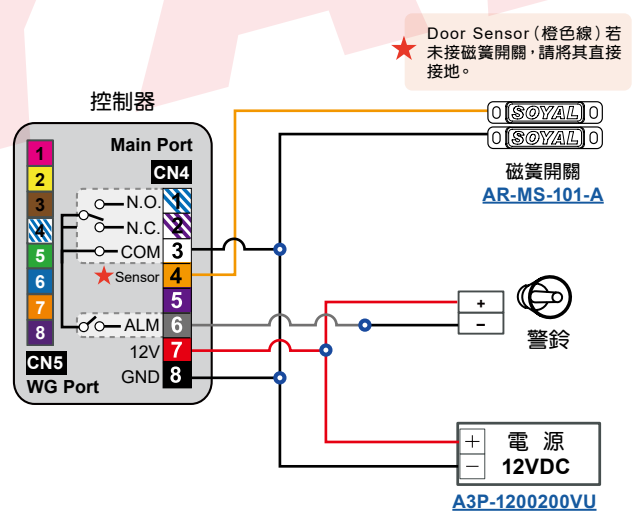 Door Sensor（橙色線）若
未接磁簧開關，請將其直接
接地。
控制器
Main Port
CN4
1
2
3
4
5
6
7
8
CN5
WG Port
N.O.
1
N.C.
2
COM
3
Sensor
4
5
ALM
6
12V
7
GND
8
SOYAL
SOYAL
磁簧開關
AR-MS-101-A
+
−
警鈴
+
−
電 源
12VDC
A3P-1200200VU